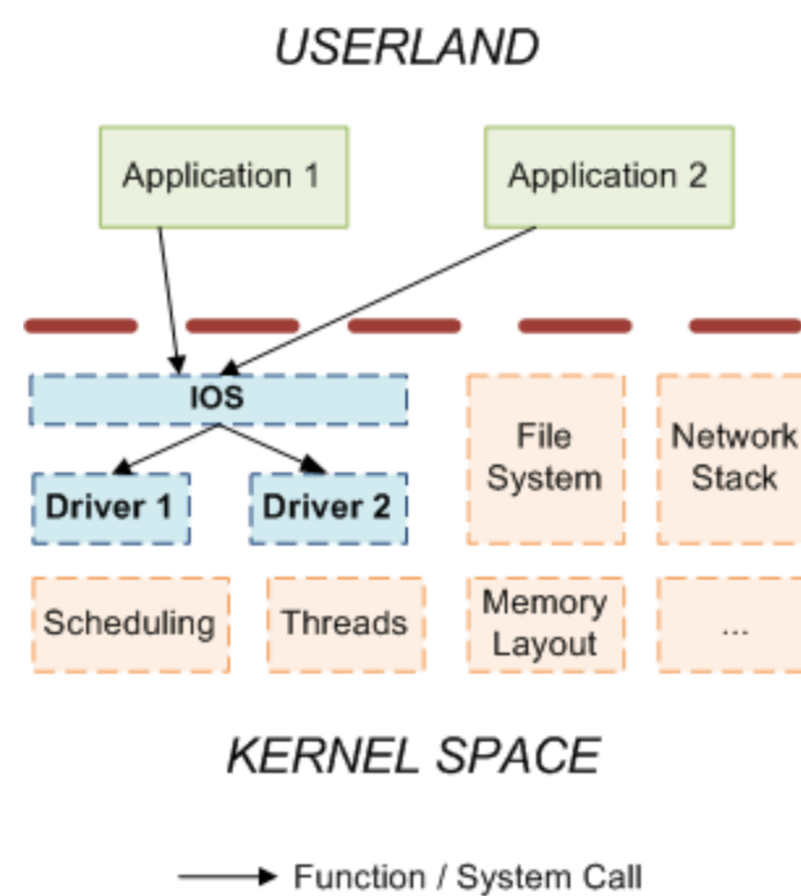 USERLAND
Application 1
Application 2
IOS
File
System
Network
Stack
Driver 1
Driver 2
Scheduling
Threads
Memory
Layout
...
KERNEL SPACE
Function / System Call